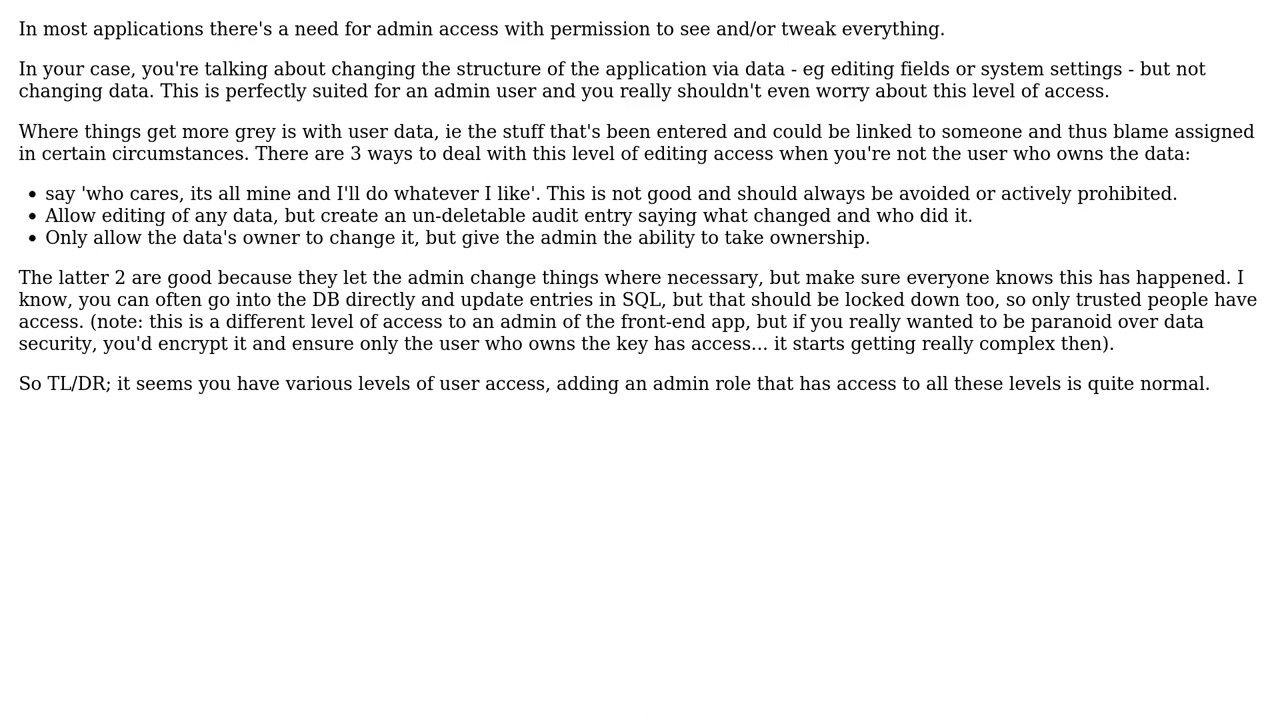 In most applications there's a need for admin access with permission to see and/or tweak everything.
In your case, you're talking about changing the structure of the application via data - eg editing fields or system settings - but not
changing data. This is perfectly suited for an admin user and you really shouldn't even worry about this level of access.
Where things get more grey is with user data, ie the stuff that's been entered and could be linked to someone and thus blame assigned
in certain circumstances. There are 3 ways to deal with this level of editing access when you're not the user who owns the data:
• say 'who cares, its all mine and I'll do whatever I like'. This is not good and should always be avoided or actively prohibited.
• Allow editing of any data, but create an un-deletable audit entry saying what changed and who did it.
• Only allow the data's owner to change it, but give the admin the ability to take ownership.
The latter 2 are good because they let the admin change things where necessary, but make sure everyone knows this has happened. I
know, you can often go into the DB directly and update entries in SQL, but that should be locked down too, so only trusted people have
access. (note: this is a different level of access to an admin of the front-end app, but if you really wanted to be paranoid over data
security, you'd encrypt it and ensure only the user who owns the key has access... it starts getting really complex then).
So TL/DR; it seems you have various levels of user access, adding an admin role that has access to all these levels is quite normal.